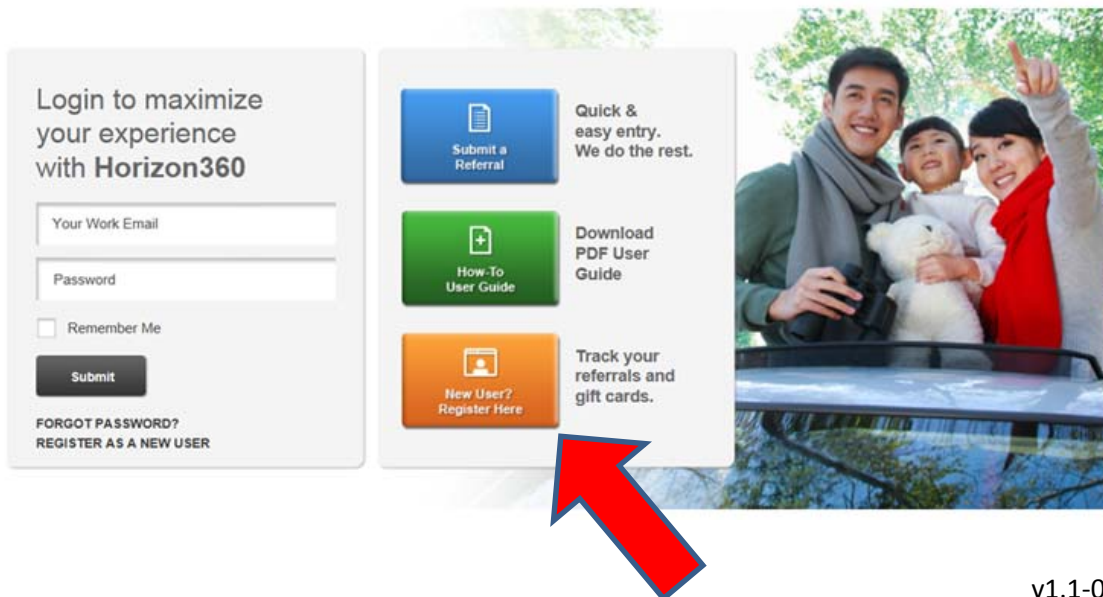 Login to maximize
your experience
with Horizon360
Your Work Email
Password
Remember Me
Submit
FORGOT PASSWORD?
REGISTER AS A NEW USER
Submit a
Referral
Quick &
easy entry.
We do the rest.
How-To
User Guide
Download
PDF User
Guide
New User?
Register Here
Track your
referrals and
gift cards.
v1.1-0